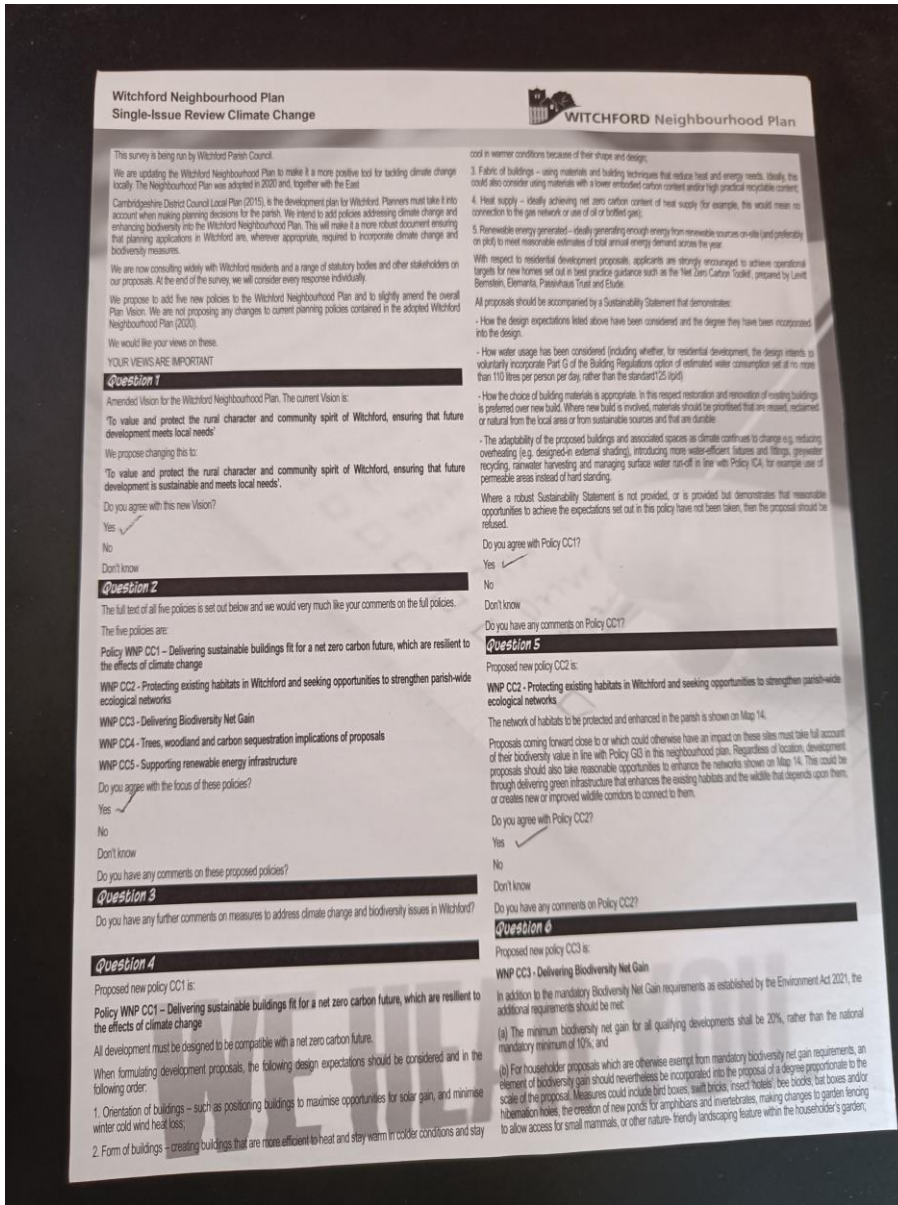 Witchford Neighbourhood Plan
Single-Issue Review Climate Change
WITCHFORD Neighbourhood Plan
This survey is being run by Witchford Parish Council.
We are updating the Witchford Neighbourhood Plan to make it a more positive tool for tackling climate change
locally. The Neighbourhood Plan was adopted in 2020 and, together with the East
Cambridgeshire District Council Local Plan (2015), is the development plan for Witchford. Planners must take it into
account when making planning decisions for the parish. We intend to add policies addressing climate change and
enhancing biodiversity into the Witchford Neighbourhood Plan. This will make it a more robust document ensuring
that planning applications in Witchford are, wherever appropriate, required to incorporate climate change and
biodiversity measures.
We are now consulting widely with Witchford residents and a range of statutory bodies and other stakeholders on
our proposals. At the end of the survey, we will consider every response individually.
We propose to add five new policies to the Witchford Neighbourhood Plan and to slightly amend the overall
Plan Vision. We are not proposing any changes to current planning policies contained in the adopted Witchford
Neighbourhood Plan (2020).
We would like your views on these.
YOUR VIEWS ARE IMPORTANT
Question 1
Amended Vision for the Witchford Neighbourhood Plan. The current Vision is:
'To value and protect the rural character and community spirit of Witchford, ensuring that future
development meets local needs'
We propose changing this to:
'To value and protect the rural character and community spirit of Witchford, ensuring that future
development is sustainable and meets local needs'.
Do you agree with this new Vision?
Yes
No
Don't know
Question 2
The full text of all five policies is set out below and we would very much like your comments on the full policies.
The five policies are:
Policy WNP CC1 – Delivering sustainable buildings fit for a net zero carbon future, which are resilient to
the effects of climate change
WNP CC2 - Protecting existing habitats in Witchford and seeking opportunities to strengthen parish-wide
ecological networks
WNP CC3 - Delivering Biodiversity Net Gain
WNP CC4 - Trees, woodland and carbon sequestration implications of proposals
WNP CC5 - Supporting renewable energy infrastructure
Do you agree with the focus of these policies?
Yes
No
Don't know
Do you have any comments on these proposed policies?
Question 3
Do you have any further comments on measures to address climate change and biodiversity issues in Witchford?
Question 4
Proposed new policy CC1 is:
Policy WNP CC1 – Delivering sustainable buildings fit for a net zero carbon future, which are resilient to
the effects of climate change
All development must be designed to be compatible with a net zero carbon future.
When formulating development proposals, the following design expectations should be considered and in the
following order:
1. Orientation of buildings – such as positioning buildings to maximise opportunities for solar gain, and minimise
winter cold wind heat loss;
2. Form of buildings – creating buildings that are more efficient to heat and stay warm in colder conditions and stay
cool in warmer conditions because of their shape and design;
3. Fabric of buildings – using materials and building techniques that reduce heat and energy needs. Ideally, this
could also consider using materials with a lower embodied carbon content and/or high practical recyclable content;
4. Heat supply – ideally achieving net zero carbon content of heat supply (for example, this would mean no
connection to the gas network or use of oil or bottled gas);
5. Renewable energy generated – ideally generating enough energy from renewable sources on-site (and preferably
on plot) to meet reasonable estimates of total annual energy demand across the year.
With respect to residential development proposals, applicants are strongly encouraged to achieve operational
targets for new homes set out in best practice guidance such as the 'Net Zero Carbon Toolkit', prepared by Levitt
Bernstein, Elementa, Passivhaus Trust and Etude.
All proposals should be accompanied by a Sustainability Statement that demonstrates:
- How the design expectations listed above have been considered and the degree they have been incorporated
into the design.
- How water usage has been considered (including whether, for residential development, the design intends to
voluntarily incorporate Part G of the Building Regulations option of estimated water consumption set at no more
than 110 litres per person per day, rather than the standard125 l/p/d)
- How the choice of building materials is appropriate. In this respect restoration and renovation of existing buildings
is preferred over new build. Where new build is involved, materials should be prioritised that are reused, reclaimed
or natural from the local area or from sustainable sources and that are durable
- The adaptability of the proposed buildings and associated spaces as climate continues to change e.g. reducing
overheating (e.g. designed-in external shading), introducing more water-efficient fixtures and fittings, greywater
recycling, rainwater harvesting and managing surface water run-off in line with Policy IC4, for example use of
permeable areas instead of hard standing.
Where a robust Sustainability Statement is not provided, or is provided but demonstrates that reasonable
opportunities to achieve the expectations set out in this policy have not been taken, then the proposal should be
refused.
Do you agree with Policy CC1?
Yes
No
Don't know
Do you have any comments on Policy CC1?
Question 5
Proposed new policy CC2 is:
WNP CC2 - Protecting existing habitats in Witchford and seeking opportunities to strengthen parish-wide
ecological networks
The network of habitats to be protected and enhanced in the parish is shown on Map 14.
Proposals coming forward close to or which could otherwise have an impact on these sites must take full account
of their biodiversity value in line with Policy GI3 in this neighbourhood plan. Regardless of location, development
proposals should also take reasonable opportunities to enhance the networks shown on Map 14. This could be
through delivering green infrastructure that enhances the existing habitats and the wildlife that depends upon them,
or creates new or improved wildlife corridors to connect to them.
Do you agree with Policy CC2?
Yes
No
Don't know
Do you have any comments on Policy CC2?
Question 6
Proposed new policy CC3 is:
WNP CC3 - Delivering Biodiversity Net Gain
In addition to the mandatory Biodiversity Net Gain requirements as established by the Environment Act 2021, the
additional requirements should be met:
(a) The minimum biodiversity net gain for all qualifying developments shall be 20%, rather than the national
mandatory minimum of 10%; and
(b) For householder proposals which are otherwise exempt from mandatory biodiversity net gain requirements, an
element of biodiversity gain should nevertheless be incorporated into the proposal of a degree proportionate to the
scale of the proposal. Measures could include bird boxes, swift bricks, insect 'hotels', bee blocks, bat boxes and/or
hibernation holes, the creation of new ponds for amphibians and invertebrates, making changes to garden fencing
to allow access for small mammals, or other nature- friendly landscaping feature within the householder's garden;